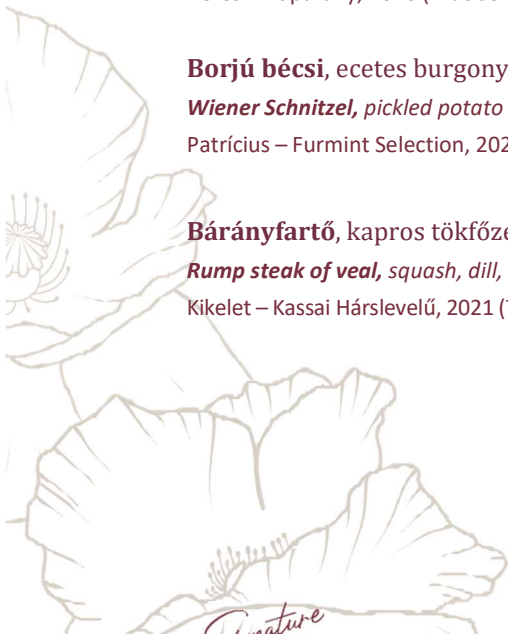 Borjú bécsi, ecetes burgony
Wiener Schnitzel, pickled potato
Patrícius – Furmint Selection, 202
Bárányfartő, kapros tökfőze
Rump steak of veal, squash, dill,
Kikelet – Kassai Hárslevelű, 2021 (